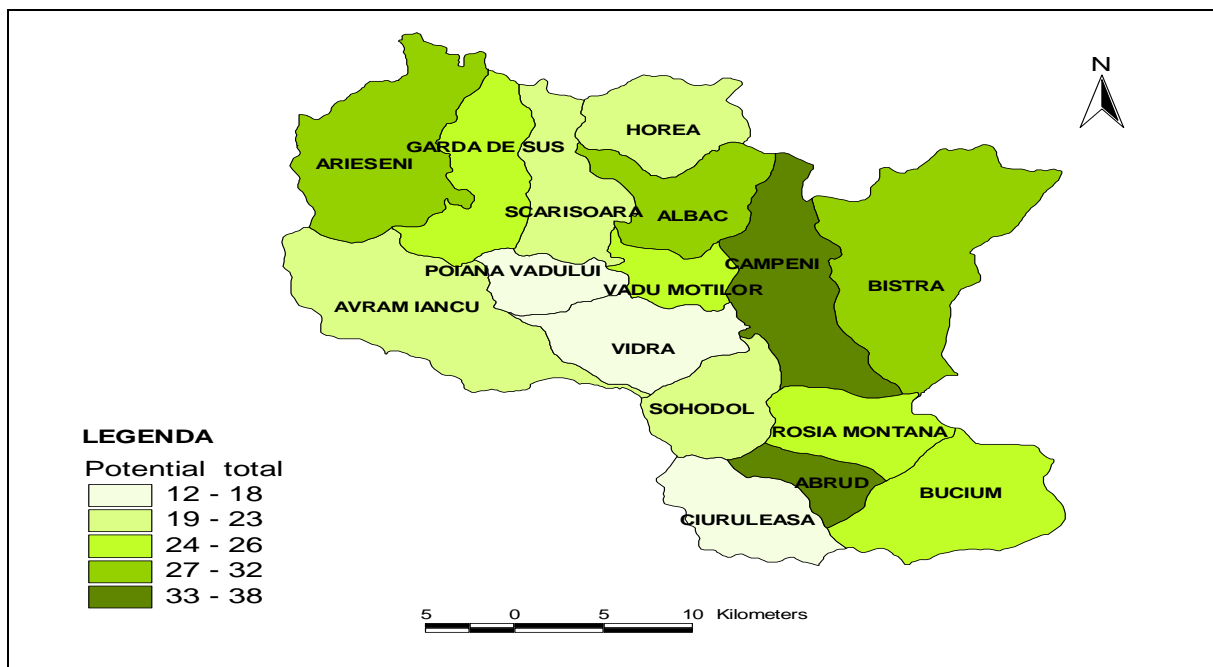 N
HOREA
GARDA DE SUS
ARIESENI
SCARISOARA
ALBAC
CAMPENI
POIANA VADULUI
BISTRA
VADU MOTILOR
AVRAM IANCU
VIDRA
SOHODOL
ROSIA MONTANA
ABRUD
BUCIUM
CIURULEASA
LEGENDA
Potential total
12 - 18
19 - 23
24 - 26
27 - 32
33 - 38
5 0 5 10 Kilometers